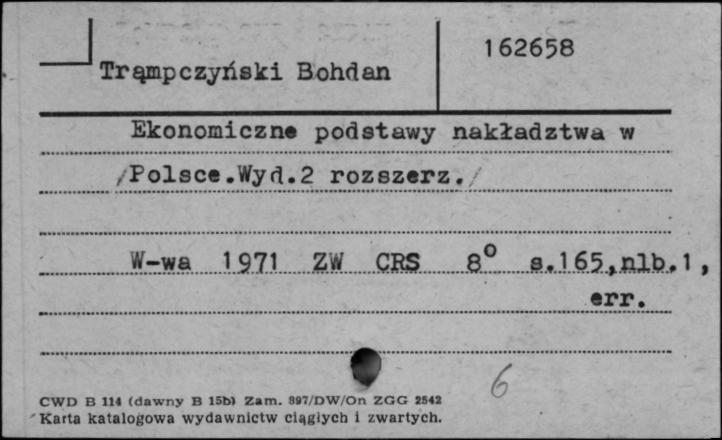 162658
Trąmpczyński Bohdan
Ekonomiczne podstawy nakładztwa w
/Polsce.Wyd.2 rozszerz./
W-wa 1971 ZW CRS 8° s.165,nlb.1,
err.
6
CWD B 114 (dawny B 15b) Zam. 897/DW/On ZGG 2542
Karta katalogowa wydawnictw ciągłych i zwartych.